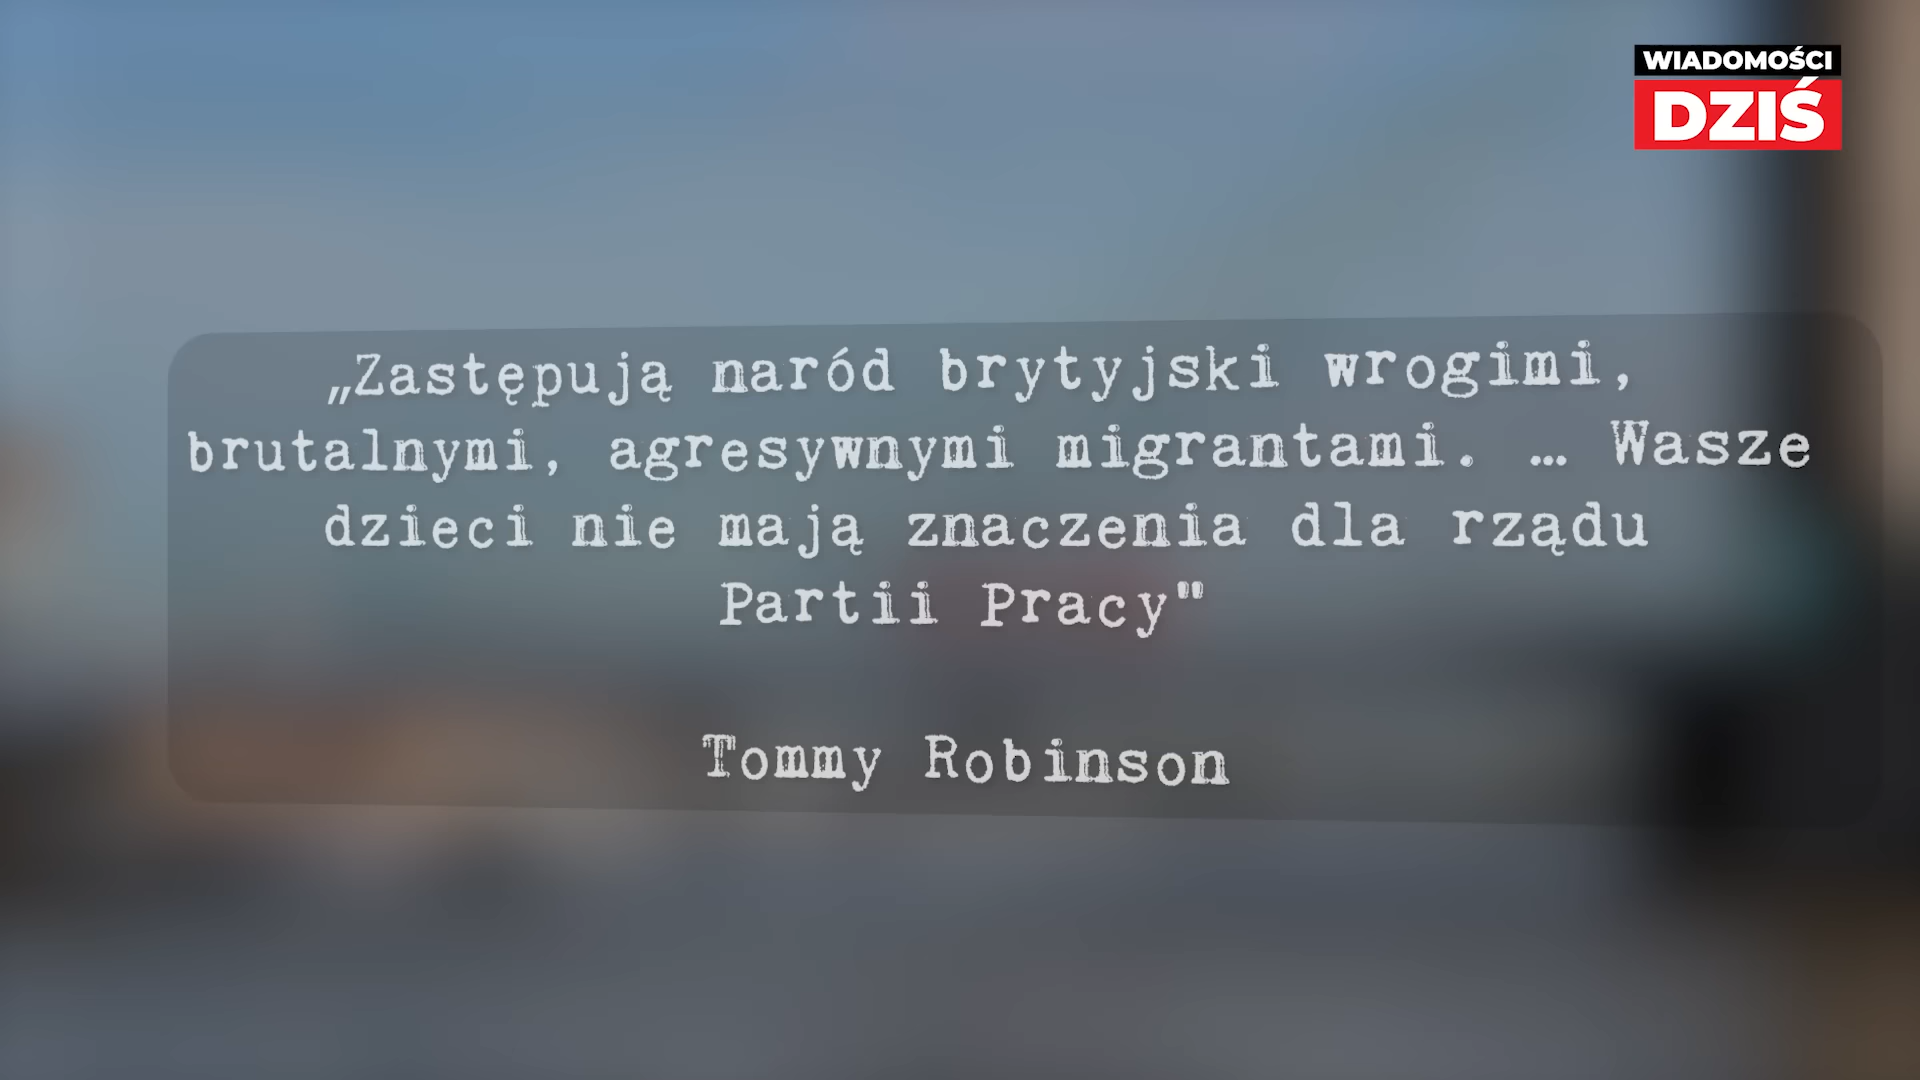 WIADOMOŚCI
DZIŚ
„Zastępują naród brytyjski wrogimi,
brutalnymi, agresywnymi migrantami. … Wasze
dzieci nie mają znaczenia dla rządu
Partii Pracy"
Tommy Robinson